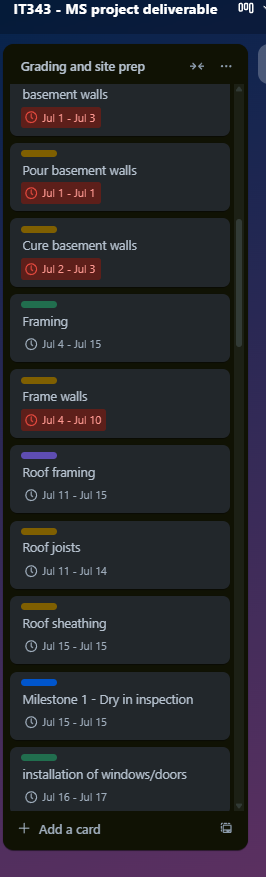 IT343 - MS project deliverable
Grading and site prep
basement walls
Jul 1 - Jul 3
Pour basement walls
Jul 1 - Jul 1
Cure basement walls
Jul 2 - Jul 3
Framing
Jul 4 - Jul 15
Frame walls
Jul 4 - Jul 10
Roof framing
Jul 11 - Jul 15
Roof joists
Jul 11 - Jul 14
Roof sheathing
Jul 15 - Jul 15
Milestone 1 - Dry in inspection
Jul 15 - Jul 15
installation of windows/doors
Jul 16 - Jul 17
Add a card